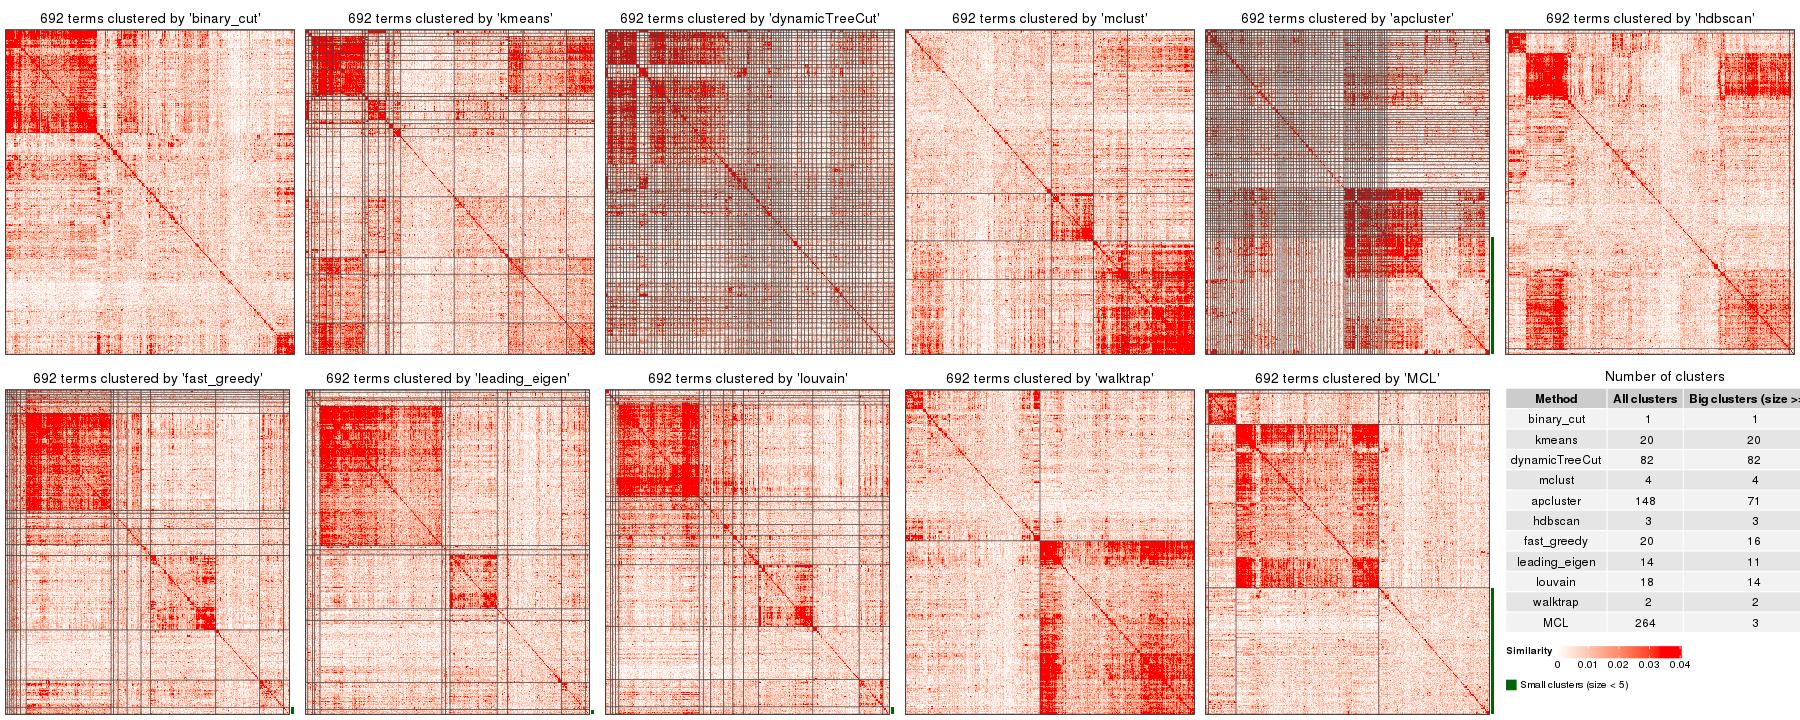 692 terms clustered by 'binary_cut'
692 terms clustered by 'kmeans'
692 terms clustered by 'dynamicTreeCut'
692 terms clustered by 'mclust'
692 terms clustered by 'apcluster'
692 terms clustered by 'hdbscan'
692 terms clustered by 'fast_greedy'
692 terms clustered by 'leading_eigen'
692 terms clustered by 'louvain'
692 terms clustered by 'walktrap'
692 terms clustered by 'MCL'
Number of clusters
Method All clusters Big clusters (size >=
binary_cut 1 1
kmeans 20 20
dynamicTreeCut 82 82
mclust 4 4
apcluster 148 71
hdbscan 3 3
fast_greedy 20 16
leading_eigen 14 11
louvain 18 14
walktrap 2 2
MCL 264 3
Similarity
0 0.01 0.02 0.03 0.04
Small clusters (size < 5)